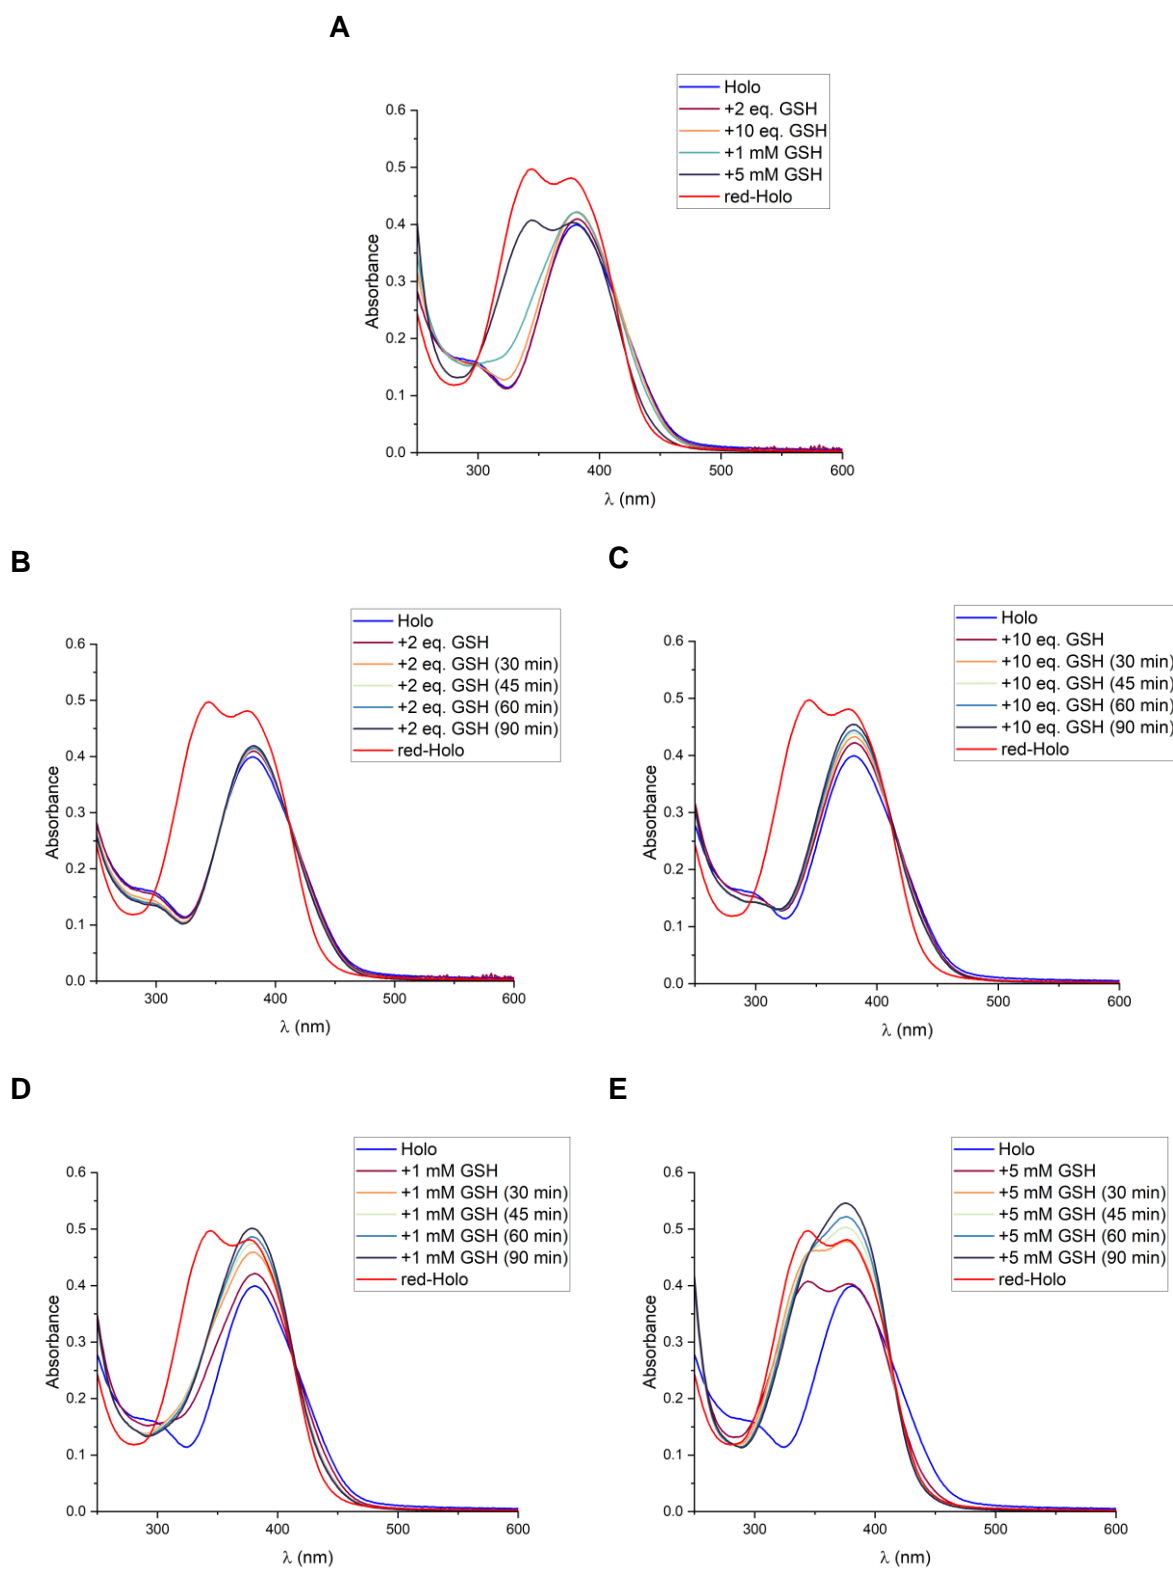 A
Holo
+2 eq. GSH
+10 eq. GSH
+1 mM GSH
+5 mM GSH
red-Holo
0.6
0.5
0.4
0.3
0.2
0.1
0.0
Absorbance
300 400 500 600
λ (nm)
B
Holo
+2 eq. GSH
+2 eq. GSH (30 min)
+2 eq. GSH (45 min)
+2 eq. GSH (60 min)
+2 eq. GSH (90 min)
red-Holo
0.6
0.5
0.4
0.3
0.2
0.1
0.0
Absorbance
300 400 500 600
λ (nm)
C
Holo
+10 eq. GSH
+10 eq. GSH (30 min)
+10 eq. GSH (45 min)
+10 eq. GSH (60 min)
+10 eq. GSH (90 min)
red-Holo
0.6
0.5
0.4
0.3
0.2
0.1
0.0
Absorbance
300 400 500 600
λ (nm)
D
Holo
+1 mM GSH
+1 mM GSH (30 min)
+1 mM GSH (45 min)
+1 mM GSH (60 min)
+1 mM GSH (90 min)
red-Holo
0.6
0.5
0.4
0.3
0.2
0.1
0.0
Absorbance
300 400 500 600
λ (nm)
E
Holo
+5 mM GSH
+5 mM GSH (30 min)
+5 mM GSH (45 min)
+5 mM GSH (60 min)
+5 mM GSH (90 min)
red-Holo
0.6
0.5
0.4
0.3
0.2
0.1
0.0
Absorbance
300 400 500 600
λ (nm)